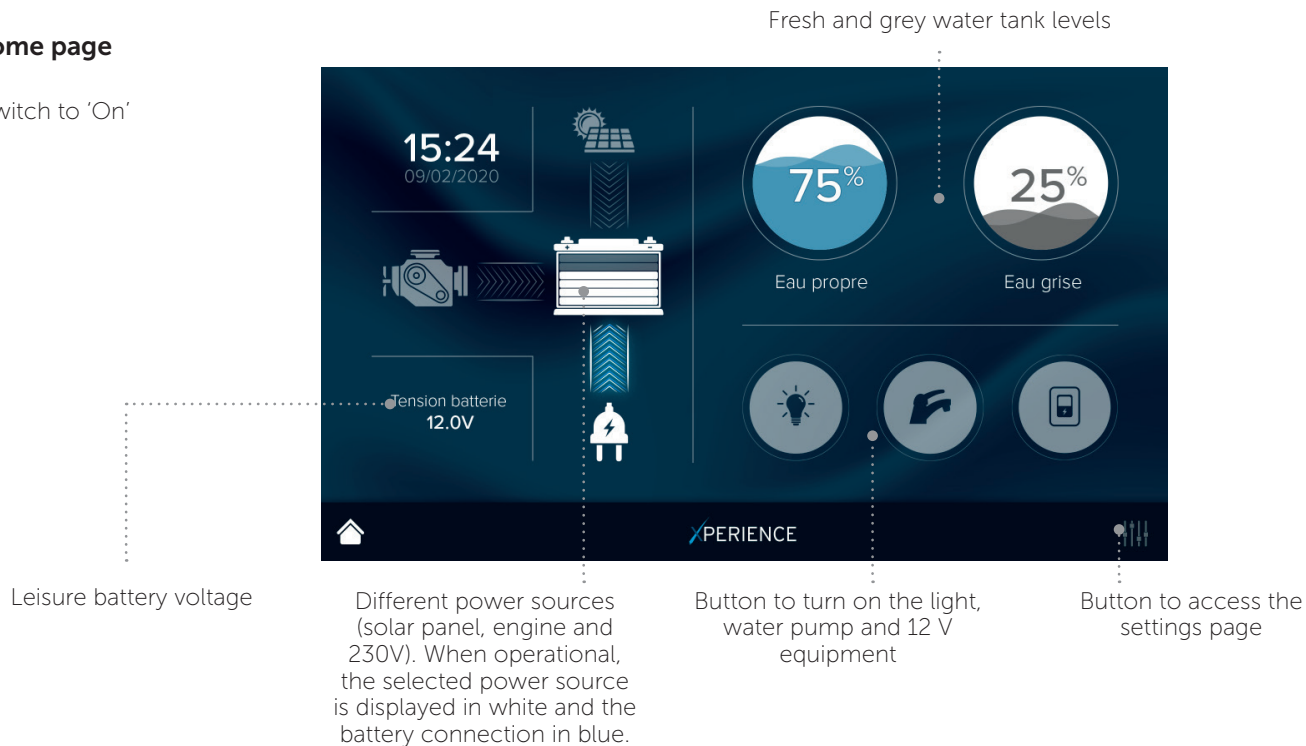 Fresh and grey water tank levels
ome page
witch to ‘On’
15:24
09/02/2020
75%
25%
Eau propre
Eau grise
Tension batterie
12.0V
XPERIENCE
Leisure battery voltage
Different power sources
(solar panel, engine and
230V). When operational,
the selected power source
is displayed in white and the
battery connection in blue.
Button to turn on the light,
water pump and 12 V
equipment
Button to access the
settings page